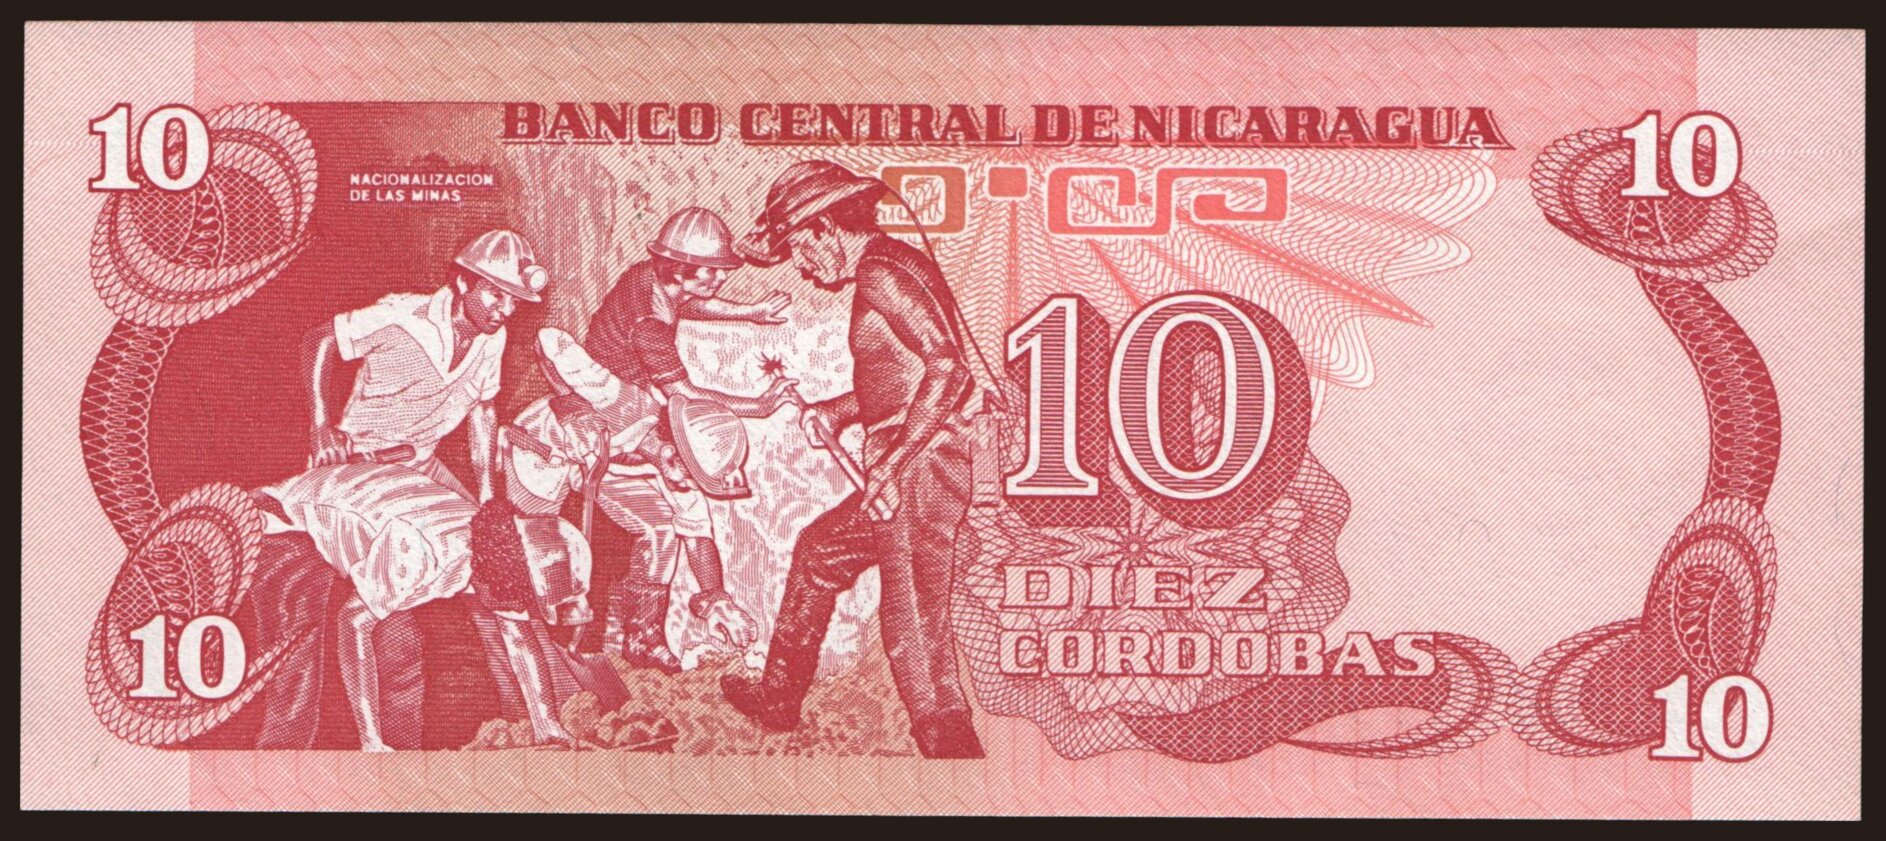 BANCO CENTRAL DE NICARAGUA
10
10
NACIONALIZACION
DE LAS MINAS
10
DIEZ
CORDOBAS
10
10